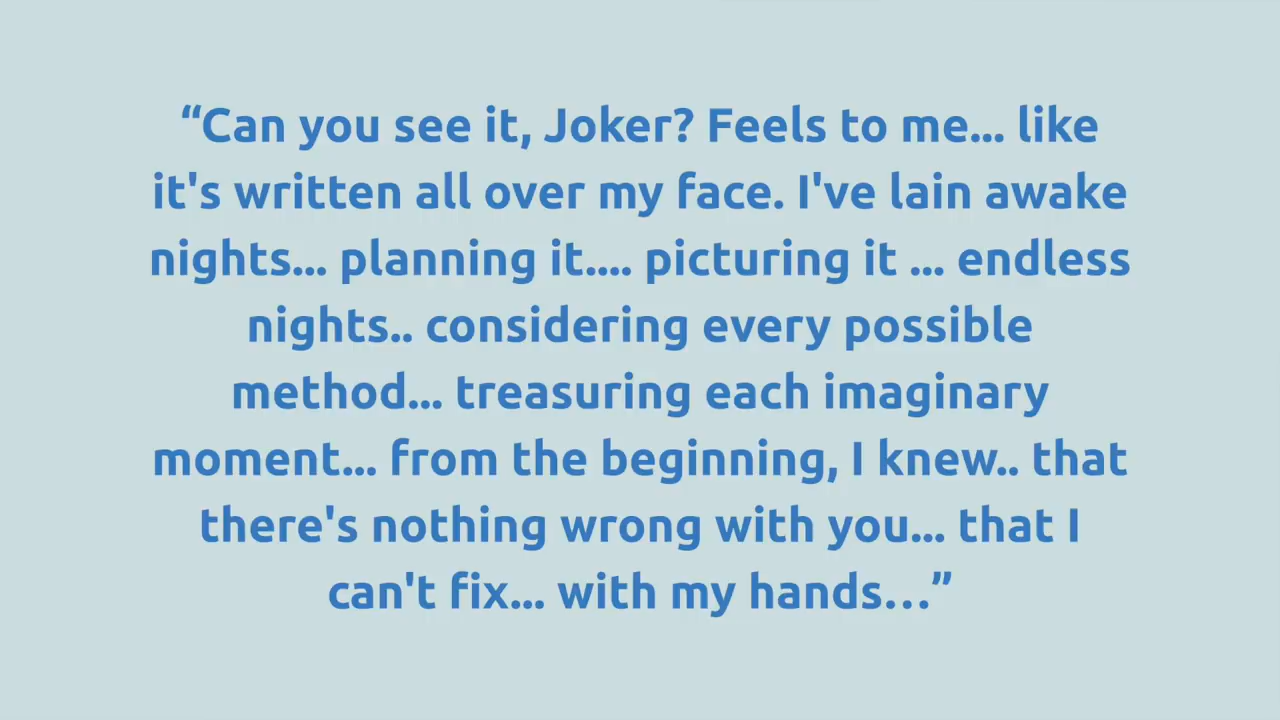 “Can you see it, Joker? Feels to me... like
it's written all over my face. I've lain awake
nights... planning it.... picturing it ... endless
nights.. considering every possible
method... treasuring each imaginary
moment... from the beginning, I knew.. that
there's nothing wrong with you... that I
can't fix... with my hands…”